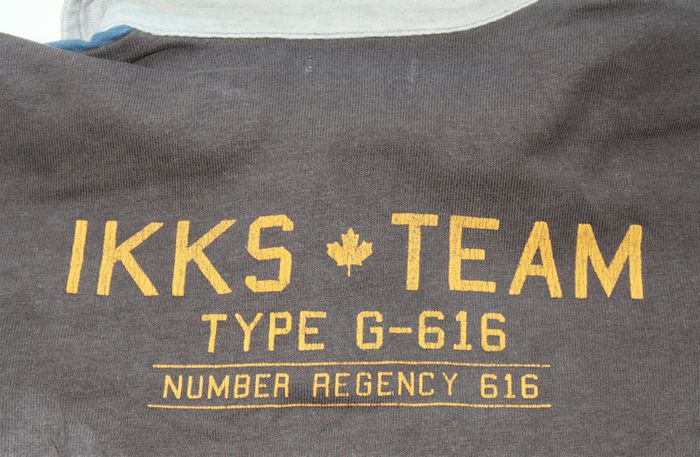 IKKS TEAM
TYPE G-616
NUMBER REGENCY 616